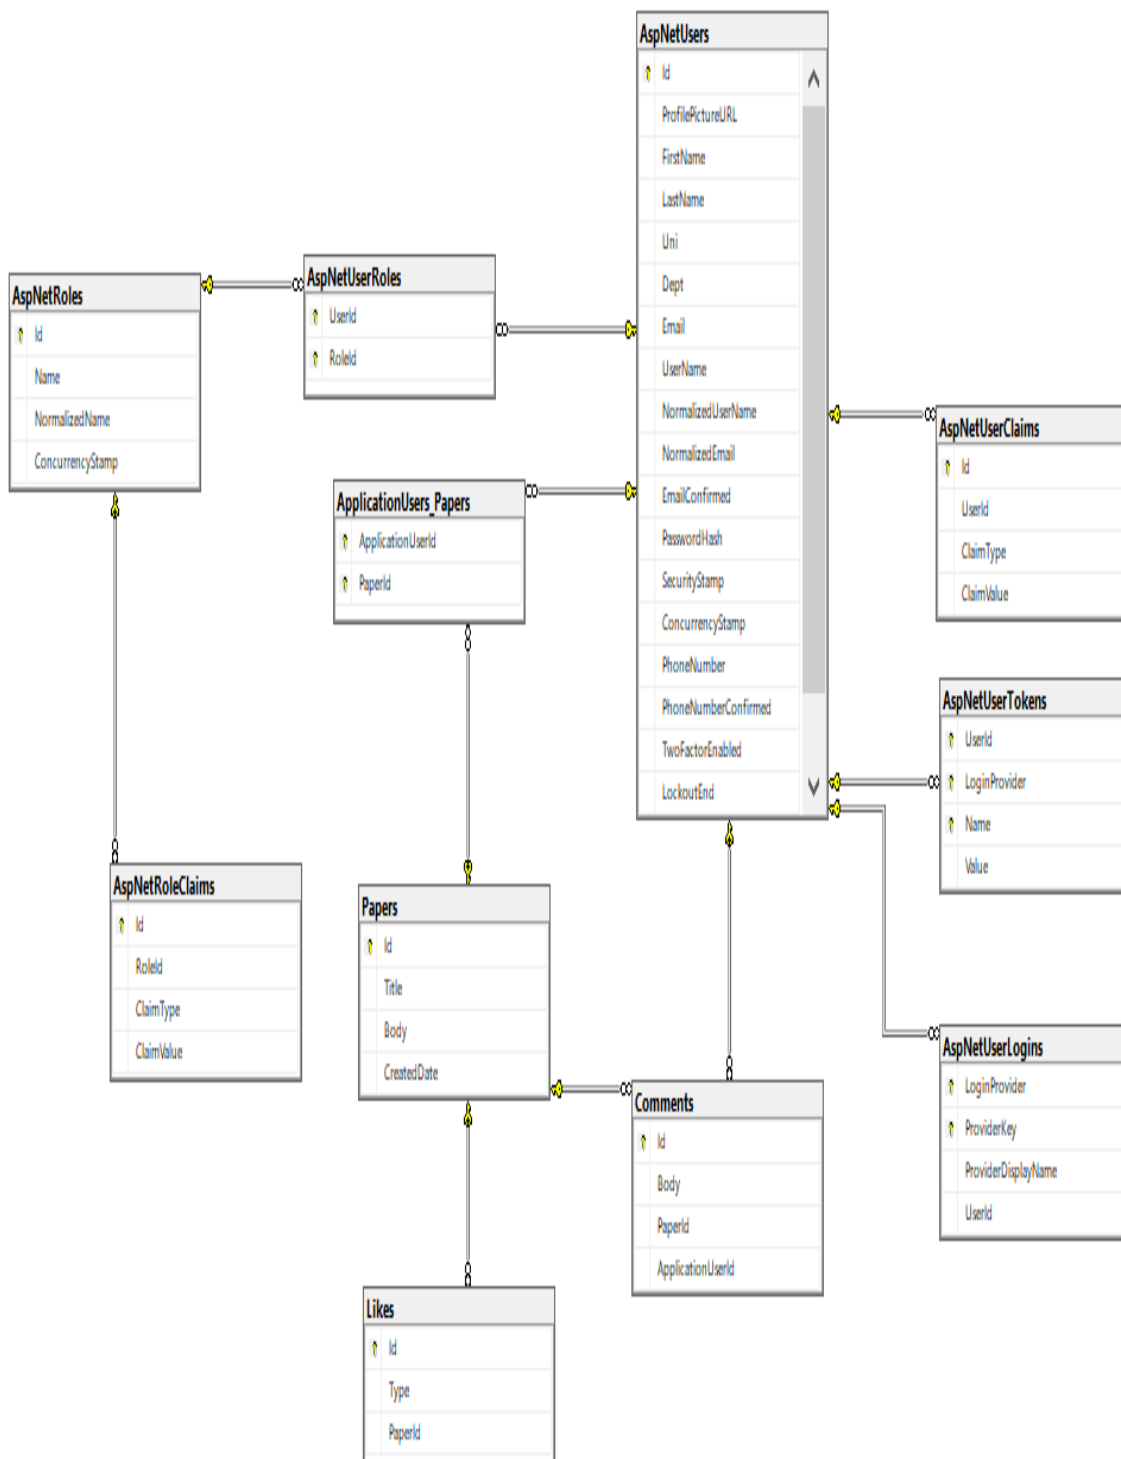 AspNetUsers
Id
ProfilePictureURL
FirstName
LastName
Uni
Dept
Email
UserName
NormalizedUserName
NormalizedEmail
EmailConfirmed
PasswordHash
SecurityStamp
ConcurrencyStamp
PhoneNumber
PhoneNumberConfirmed
TwoFactorEnabled
LockoutEnd
AspNetUserRoles
UserId
RoleId
AspNetRoles
Id
Name
NormalizedName
ConcurrencyStamp
AspNetUserClaims
Id
UserId
ClaimType
ClaimValue
ApplicationUsers_Papers
ApplicationUserId
PaperId
AspNetUserTokens
UserId
LoginProvider
Name
Value
AspNetRoleClaims
Id
RoleId
ClaimType
ClaimValue
Papers
Id
Title
Body
CreatedDate
AspNetUserLogins
LoginProvider
ProviderKey
ProviderDisplayName
UserId
Comments
Id
Body
PaperId
ApplicationUserId
Likes
Id
Type
PaperId